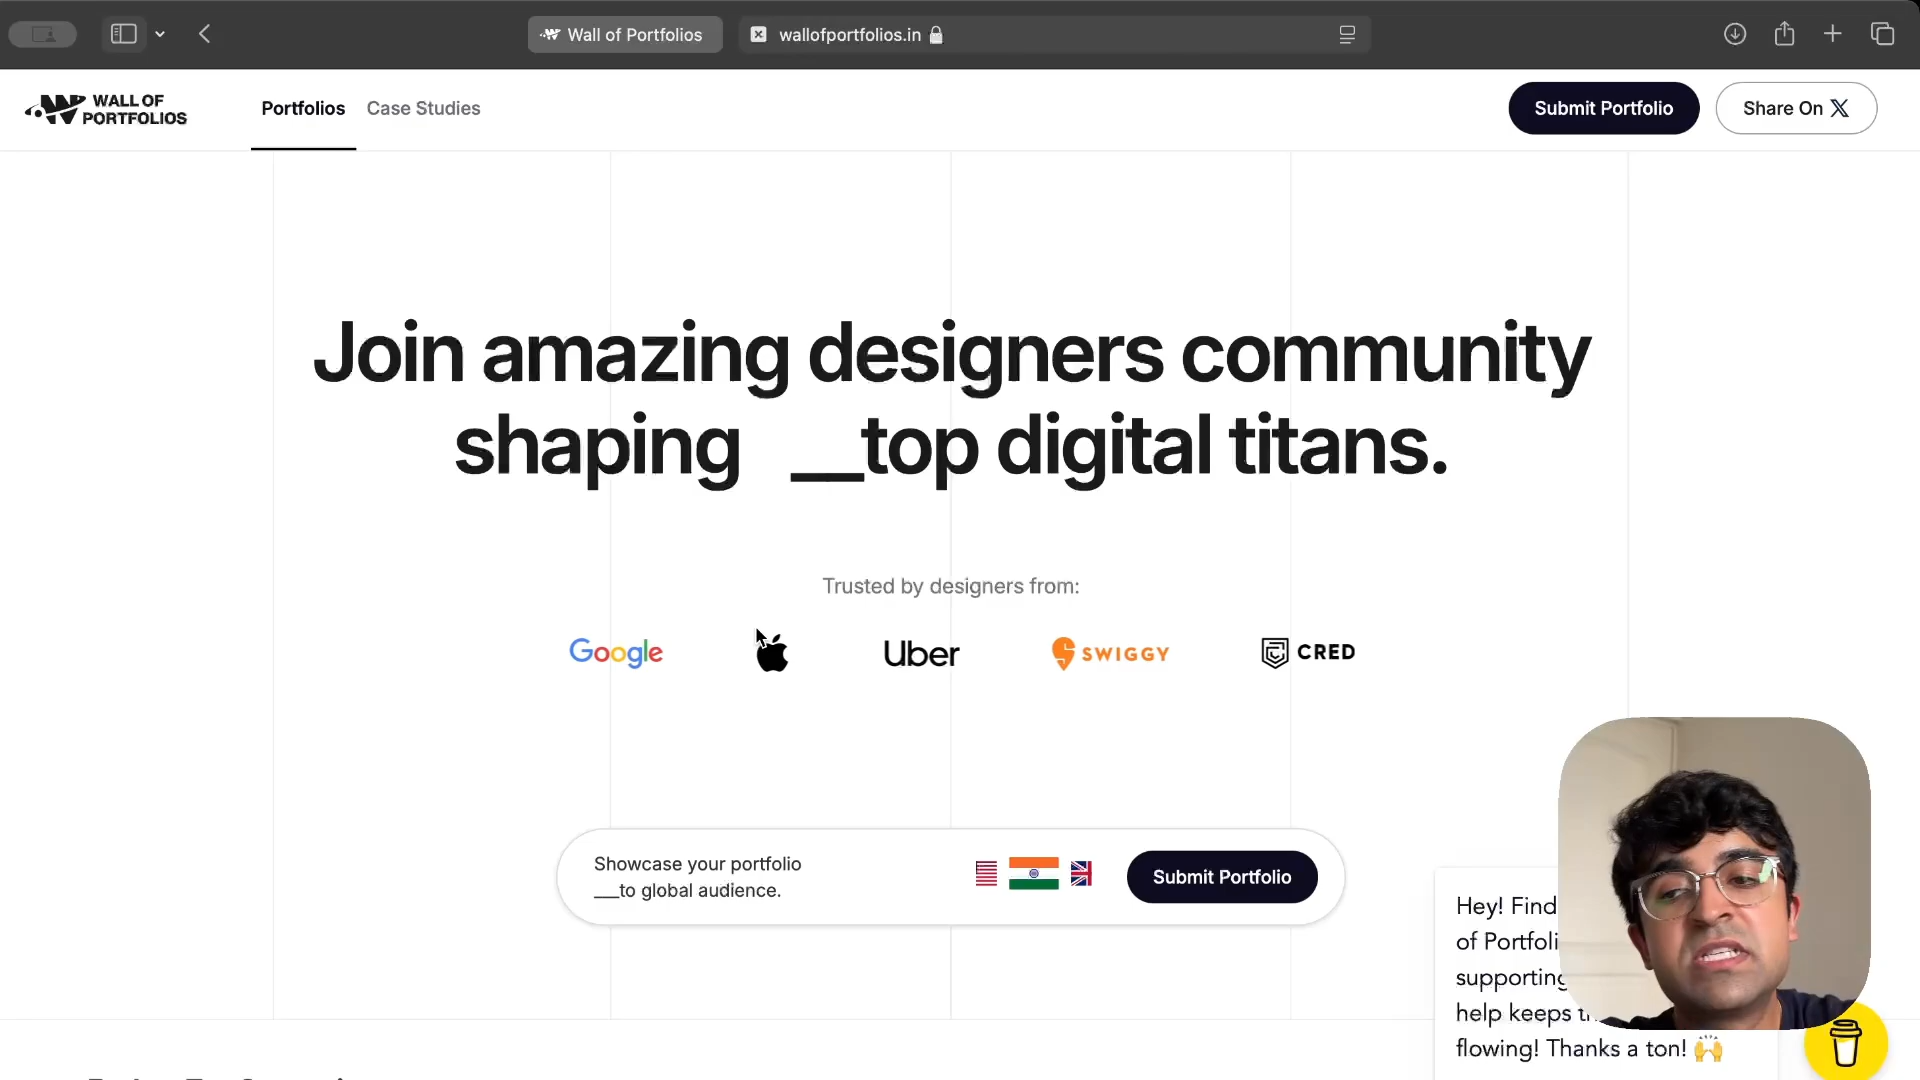 Wall of Portfolios
wallofportfolios.in
WALL OF
PORTFOLIOS
Portfolios
Case Studies
Submit Portfolio
Share On X
Join amazing designers community
shaping __top digital titans.
Trusted by designers from:
Google
Uber
SWIGGY
CRED
Showcase your portfolio
__to global audience.
Submit Portfolio
Hey! Find
of Portfoli
supporting
help keeps
flowing! Thanks a ton! 🙌